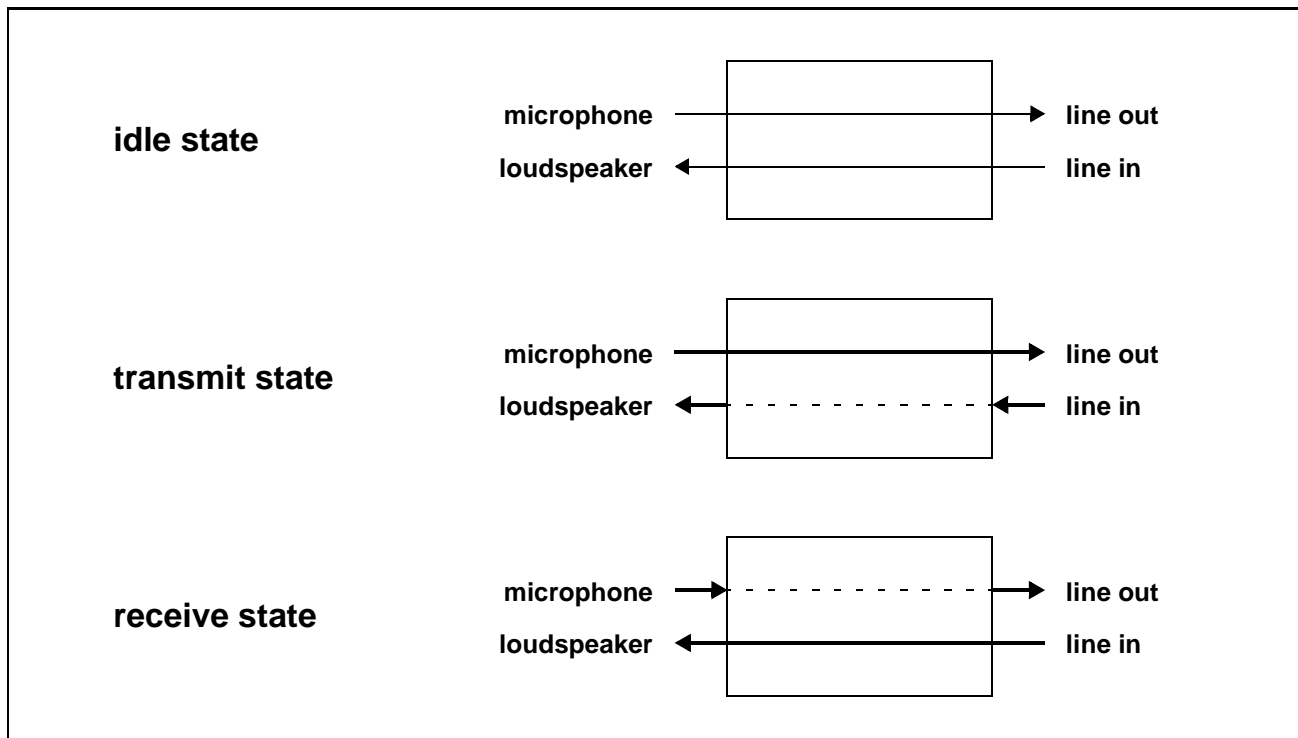 idle state
microphone line out
loudspeaker line in
transmit state
microphone line out
loudspeaker line in
receive state
microphone line out
loudspeaker line in